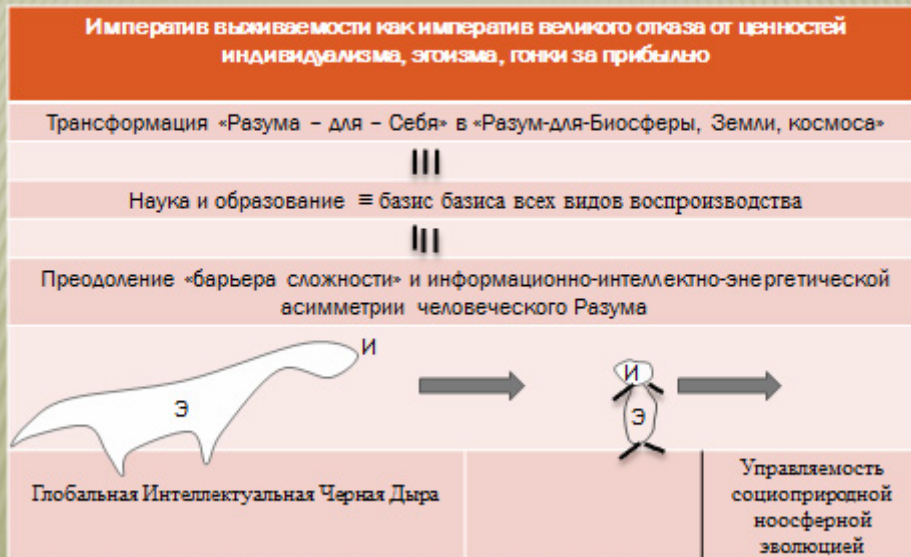 Императив выживаемости как императив великого отказа от ценностей
индивидуализма, эгоизма, гонки за прибылью
Трансформация «Разума – для – Себя» в «Разум-для-Биосферы, Земли, космоса»
Наука и образование ≡ базис базиса всех видов воспроизводства
Преодоление «барьера сложности» и информационно-интеллектно-энергетической
асимметрии человеческого Разума
И
Э
И
Э
Глобальная Интеллектуальная Черная Дыра
Управляемость
социоприродной
ноосферной
эволюцией